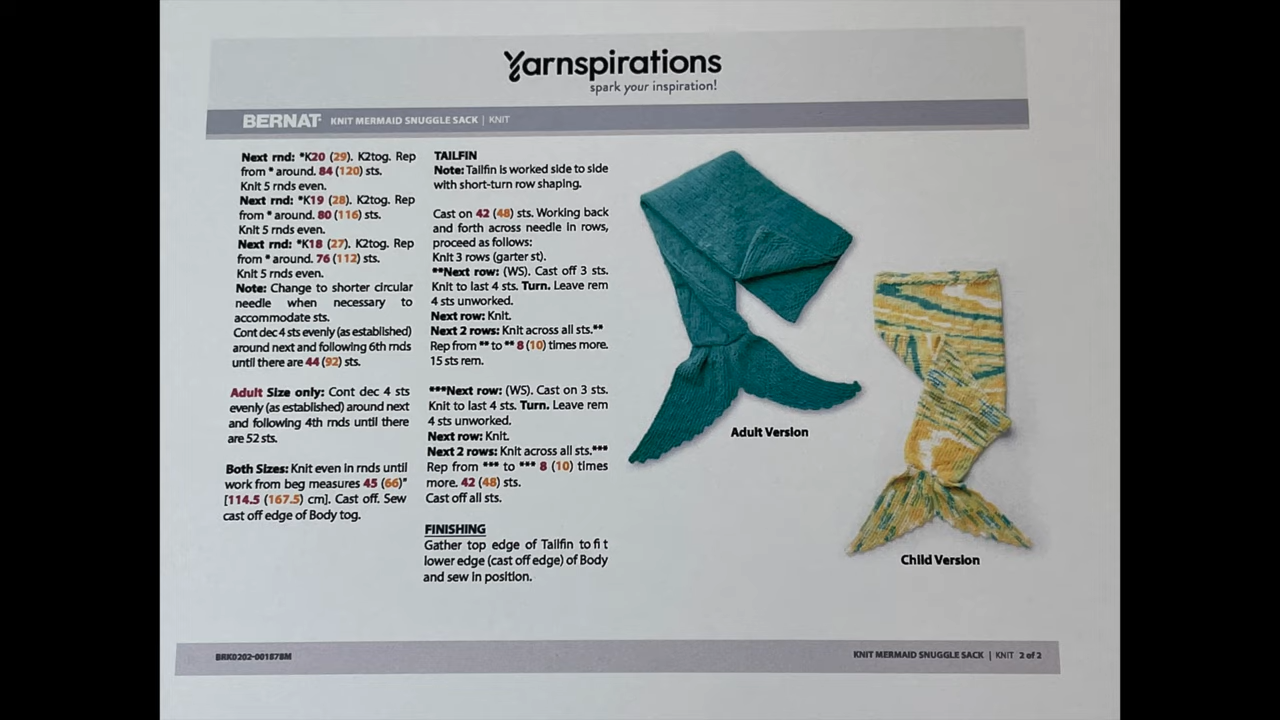 Yarnspirations
spark your inspiration!
BERNAT KNIT MERMAID SNUGGLE SACK | KNIT
Next rnd: *K20 (29). K2tog. Rep
from * around. 84 (120) sts.
Knit 5 rnds even.
Next rnd: *K19 (28). K2tog. Rep
from * around. 80 (116) sts.
Knit 5 rnds even.
Next rnd: *K18 (27). K2tog. Rep
from * around. 76 (112) sts.
Knit 5 rnds even.
Note: Change to shorter circular
needle when necessary to
accommodate sts.
Cont dec 4 sts evenly (as established)
around next and following 6th rnds
until there are 44 (92) sts.
Adult Size only: Cont dec 4 sts
evenly (as established) around next
and following 4th rnds until there
are 52 sts.
Both Sizes: Knit even in rnds until
work from beg measures 45 (66)"
[114.5 (167.5) cm]. Cast off. Sew
cast off edge of Body tog.
TAILFIN
Note: Tailfin is worked side to side
with short-turn row shaping.
Cast on 42 (48) sts. Working back
and forth across needle in rows,
proceed as follows:
Knit 3 rows (garter st).
**Next row: (WS). Cast off 3 sts.
Knit to last 4 sts. Turn. Leave rem
4 sts unworked.
Next row: Knit.
Next 2 rows: Knit across all sts.**
Rep from ** to ** 8 (10) times more.
15 sts rem.
***Next row: (WS). Cast on 3 sts.
Knit to last 4 sts. Turn. Leave rem
4 sts unworked.
Next row: Knit.
Next 2 rows: Knit across all sts.***
Rep from *** to *** 8 (10) times
more. 42 (48) sts.
Cast off all sts.
FINISHING
Gather top edge of Tailfin to fi t
lower edge (cast off edge) of Body
and sew in position.
Adult Version
Child Version
BRK0202-001878M
KNIT MERMAID SNUGGLE SACK | KNIT 2 of 2